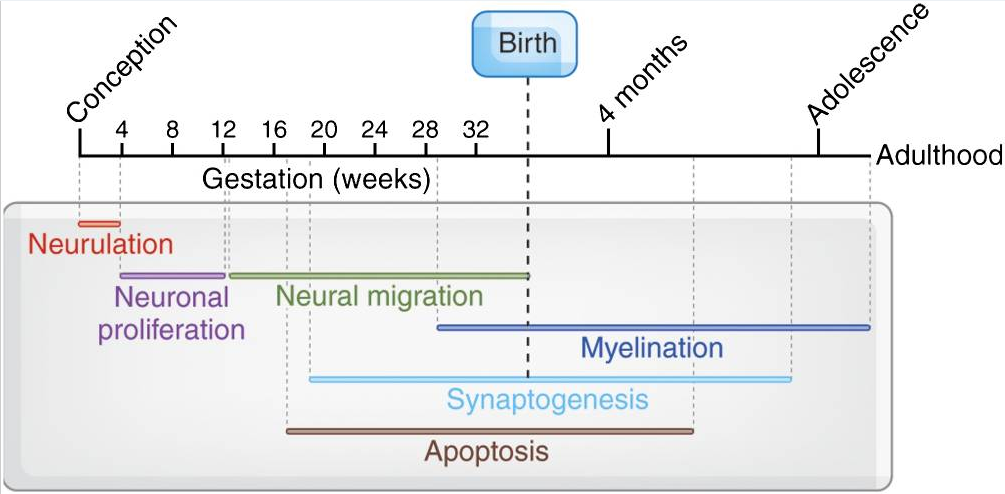 Birth
Conception
4 months
Adolescence
4 8 12 16 20 24 28 32
Adulthood
Gestation (weeks)
Neurulation
Neuronal
proliferation
Neural migration
Myelination
Synaptogenesis
Apoptosis